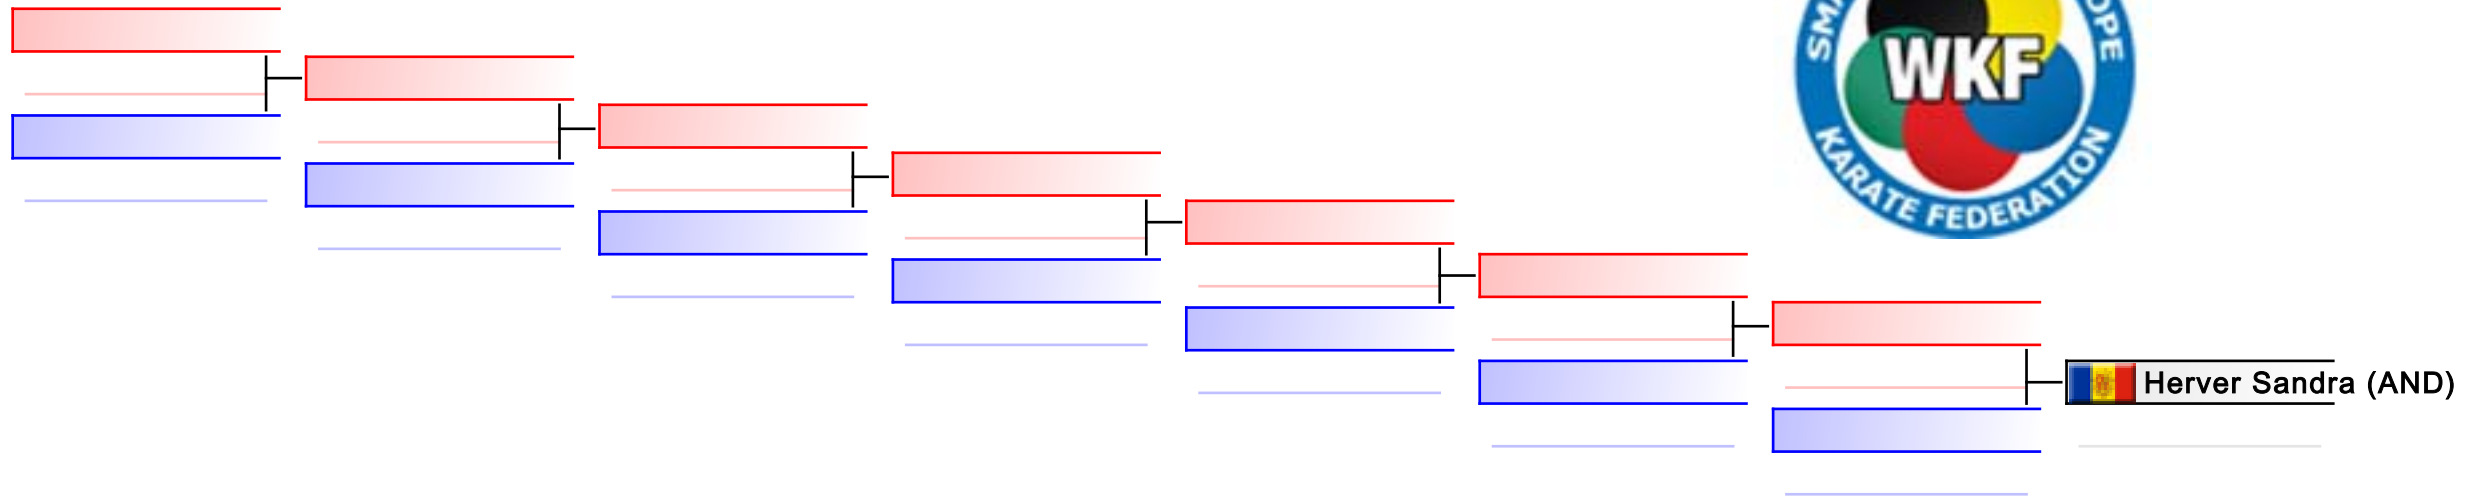 WKF
KARATE FEDERATION
Herver Sandra (AND)